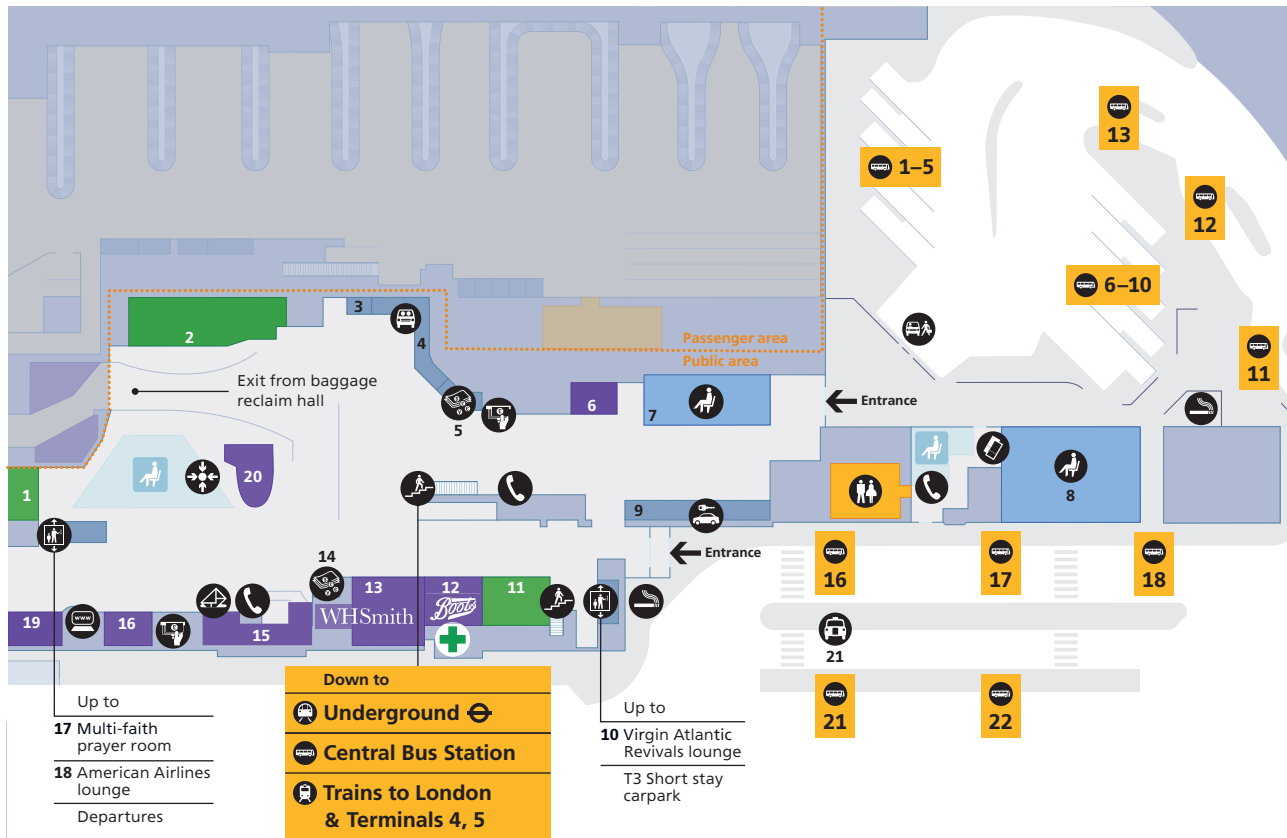 13
1–5
12
6–10
11
3
4
2
Passenger area
Public area
Exit from baggage
reclaim hall
5
6
7
Entrance
20
1
9
8
Entrance
14
13
WHSmith
12
Boots
11
16
17
18
19
www
16
15
21
21
22
Up to
17 Multi-faith
prayer room
18 American Airlines
lounge
Departures
Down to
Underground
Central Bus Station
Trains to London
& Terminals 4, 5
Up to
10 Virgin Atlantic
Revivals lounge
T3 Short stay
carpark